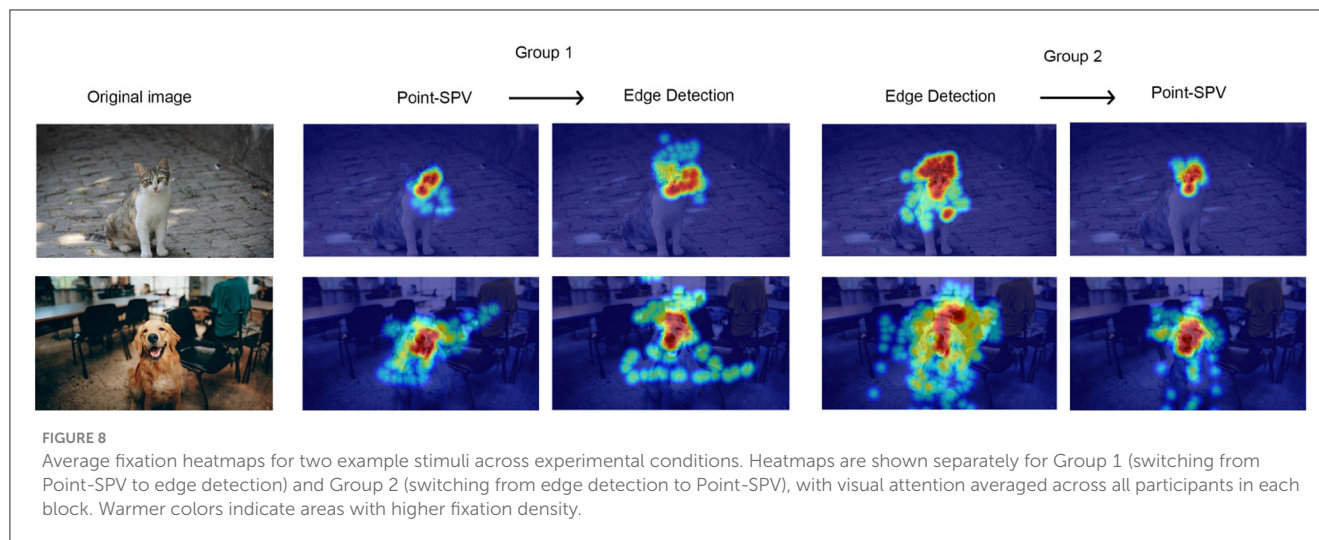 Group 1
Group 2
Original image
Point-SPV
Edge Detection
Edge Detection
Point-SPV
FIGURE 8
Average fixation heatmaps for two example stimuli across experimental conditions. Heatmaps are shown separately for Group 1 (switching from
Point-SPV to edge detection) and Group 2 (switching from edge detection to Point-SPV), with visual attention averaged across all participants in each
block. Warmer colors indicate areas with higher fixation density.